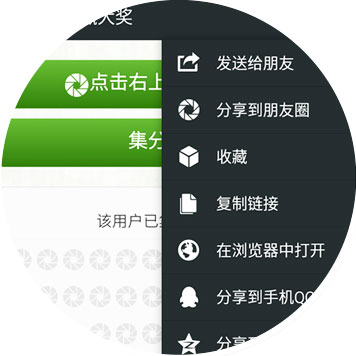 大奖
发送给朋友
点击右上
分享到朋友圈
集分
收藏
复制链接
该用户已
在浏览器中打开
分享到手机QQ